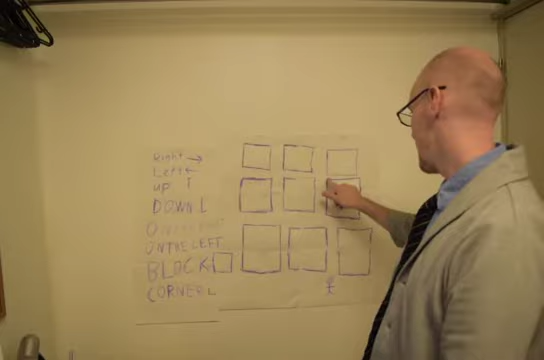 Right →
Left ←
UP ↑
DOWN ↓
ON THE LEFT
BLOCK
CORNER